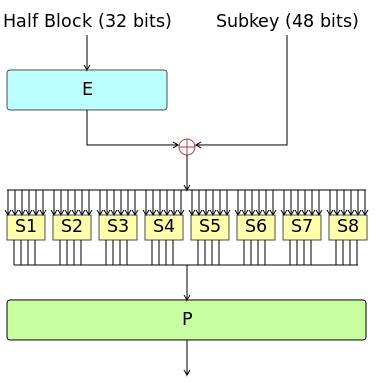 Half Block (32 bits)
Subkey (48 bits)
E
S1 S2 S3 S4 S5 S6 S7 S8
P